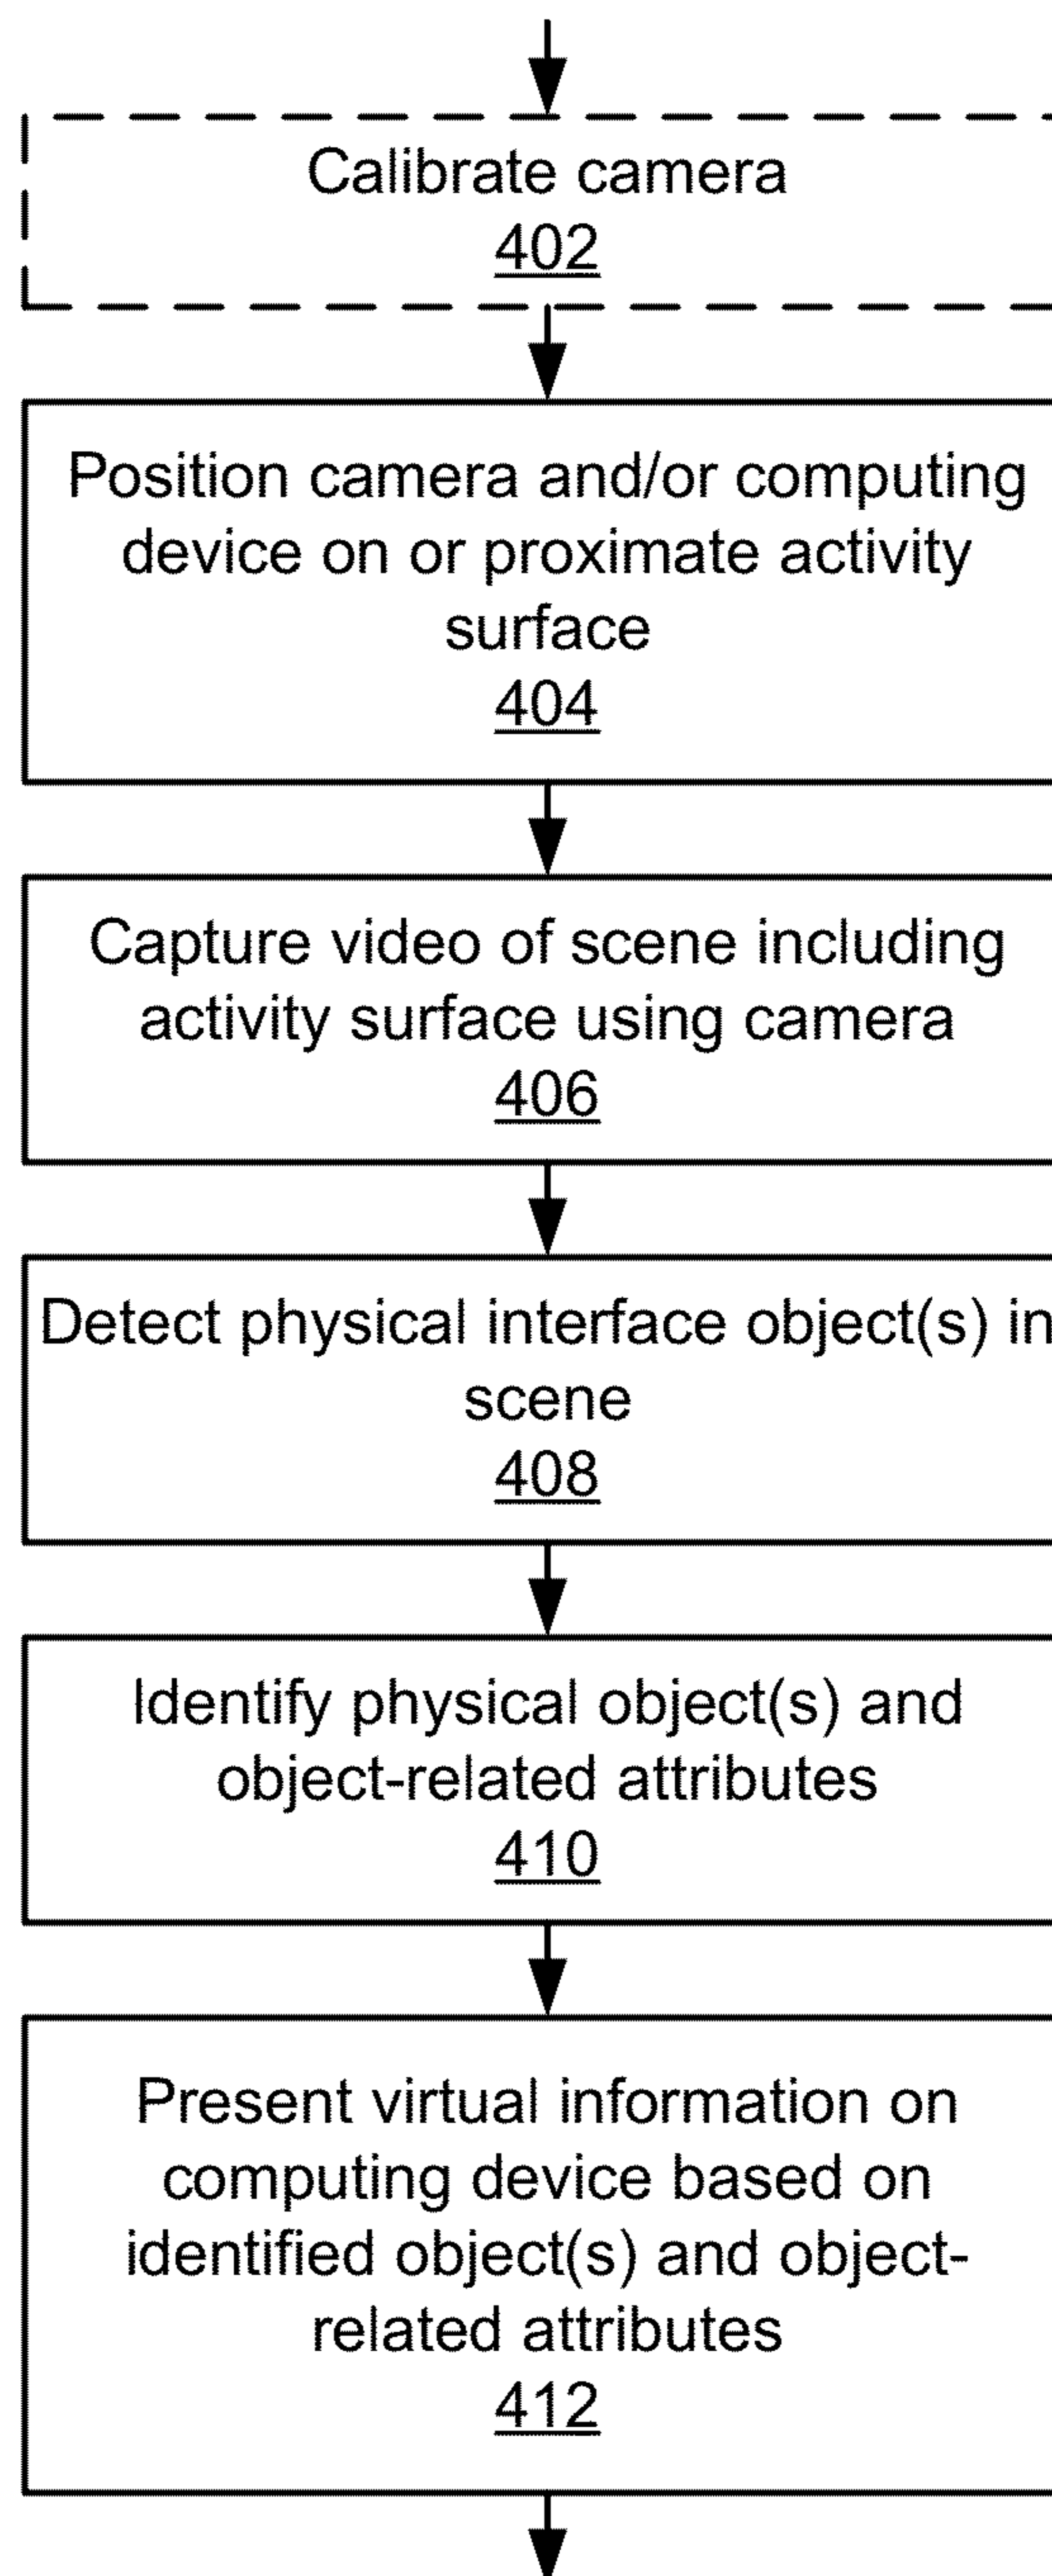 Calibrate camera
402
Position camera and/or computing
device on or proximate activity
surface
404
Capture video of scene including
activity surface using camera
406
Detect physical interface object(s) in
scene
408
Identify physical object(s) and
object-related attributes
410
Present virtual information on
computing device based on
identified object(s) and object-
related attributes
412